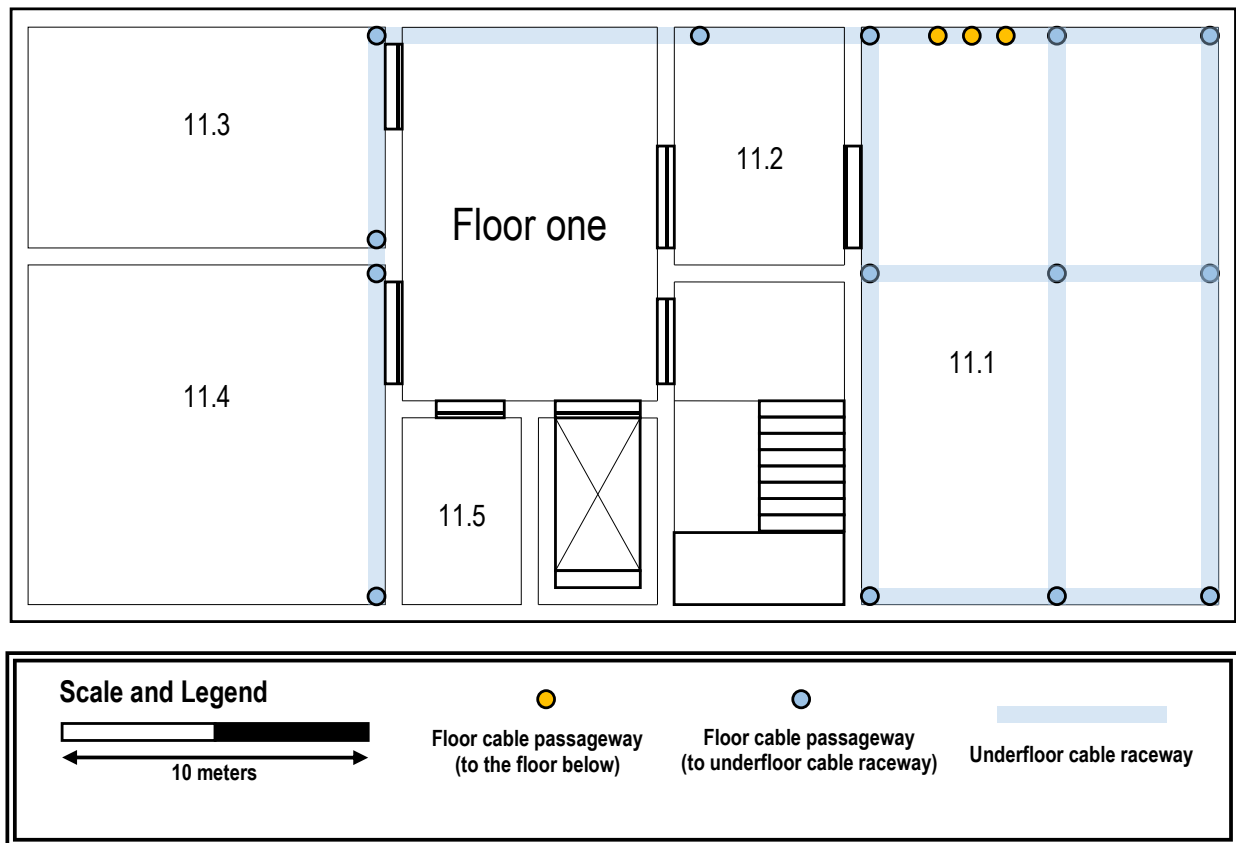 11.3
11.2
Floor one
11.1
11.4
11.5
Scale and Legend
10 meters
Floor cable passageway
(to the floor below)
Floor cable passageway
(to underfloor cable raceway)
Underfloor cable raceway